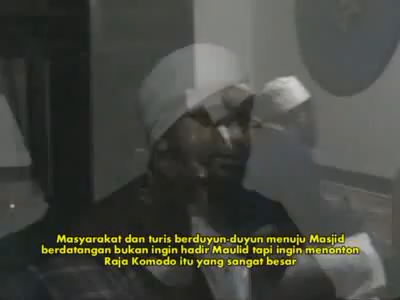 Masyarakat dan turis berduyun-duyun menuju Masjid
berdatangan bukan ingin hadir Maulid tapi ingin menonton
Raja Komodo itu yang sangat besar